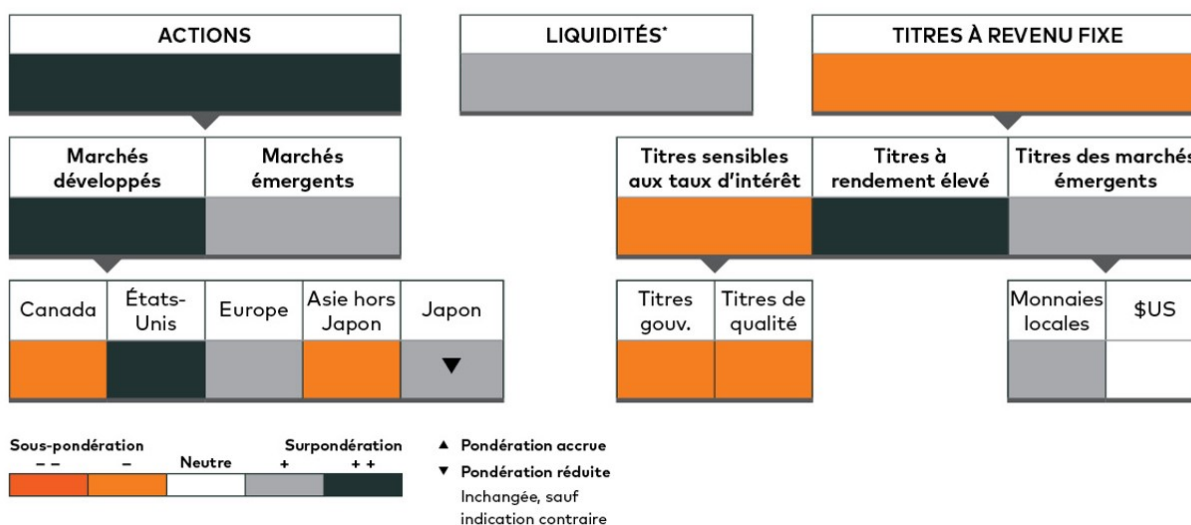 ACTIONS
LIQUIDITÉS*
TITRES À REVENU FIXE
Marchés
développés
Marchés
émergents
Titres sensibles
aux taux d'intérêt
Titres à
rendement élevé
Titres des marchés
émergents
Canada
États-
Unis
Europe
Asie hors
Japon
Japon
▼
Titres
gouv.
Titres de
qualité
Monnaies
locales
$US
Sous-pondération
Surpondération
– –
–
Neutre
+
+ +
▲ Pondération accrue
▼ Pondération réduite
Inchangée, sauf
indication contraire